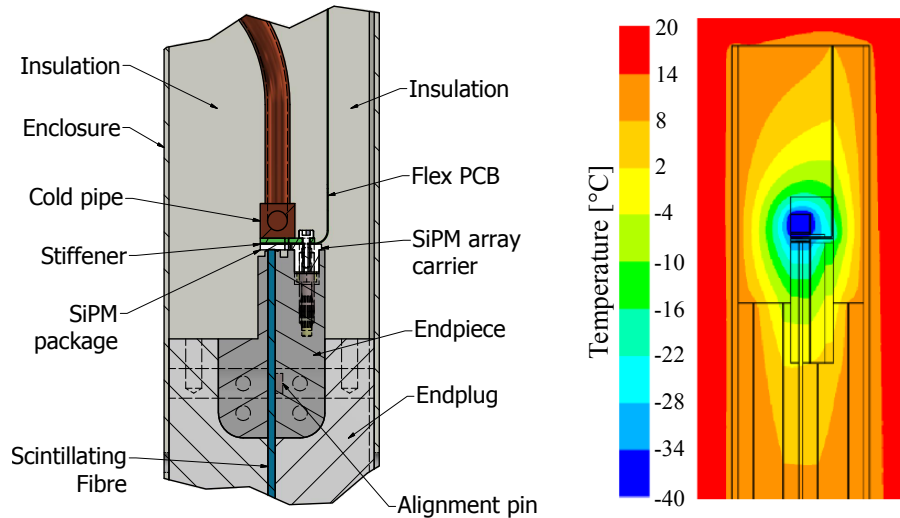 Insulation
Enclosure
Cold pipe
Stiffener
SiPM
package
Scintillating
Fibre
Insulation
Flex PCB
SiPM array
carrier
Endpiece
Endplug
Alignment pin
Temperature [°C]
20
14
8
2
-4
-10
-16
-22
-28
-34
-40